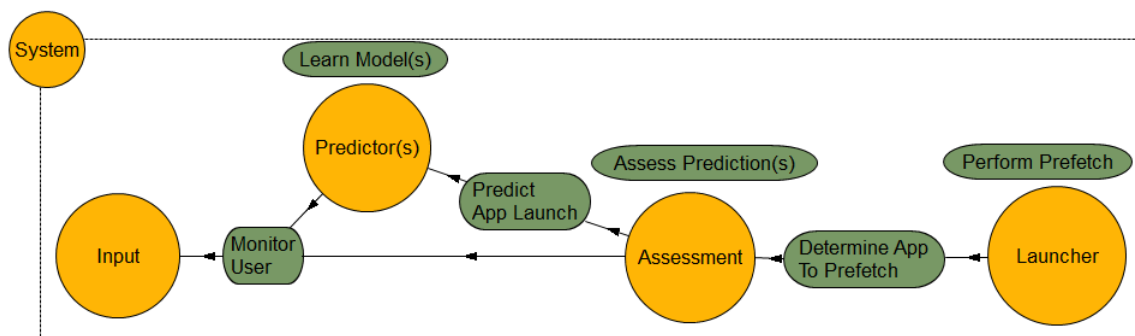 System
Learn Model(s)
Predictor(s)
Assess Prediction(s)
Perform Prefetch
Predict
App Launch
Input
Monitor
User
Assessment
Determine App
To Prefetch
Launcher